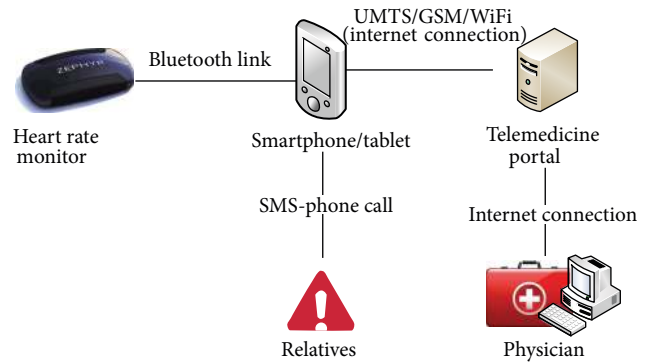 UMTS/GSM/WiFi
(internet connection)
Bluetooth link
ZEPHYR
Heart rate
monitor
Smartphone/tablet
Telemedicine
portal
SMS-phone call
Internet connection
Relatives
Physician